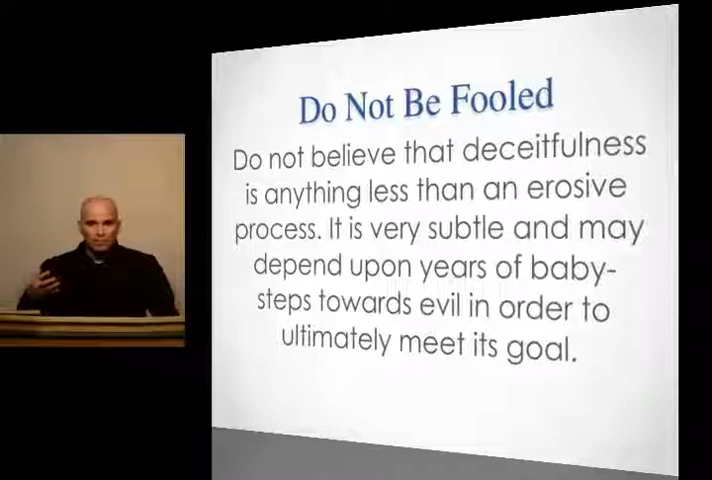 Do Not Be Fooled
Do not believe that deceitfulness
is anything less than an erosive
process. It is very subtle and may
depend upon years of baby-
steps towards evil in order to
ultimately meet its goal.